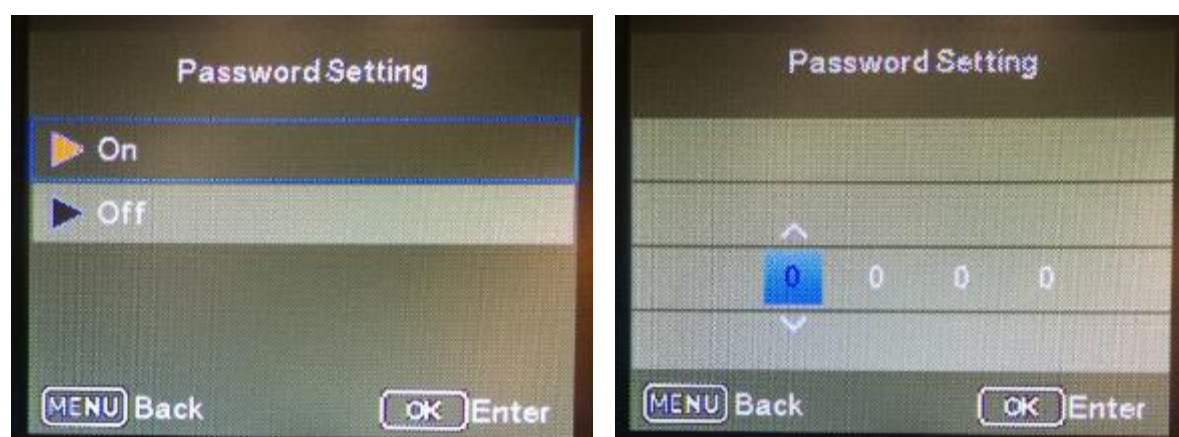 Password Setting
On
Off
MENU Back OK Enter
Password Setting
0 0 0 0
MENU Back OK Enter